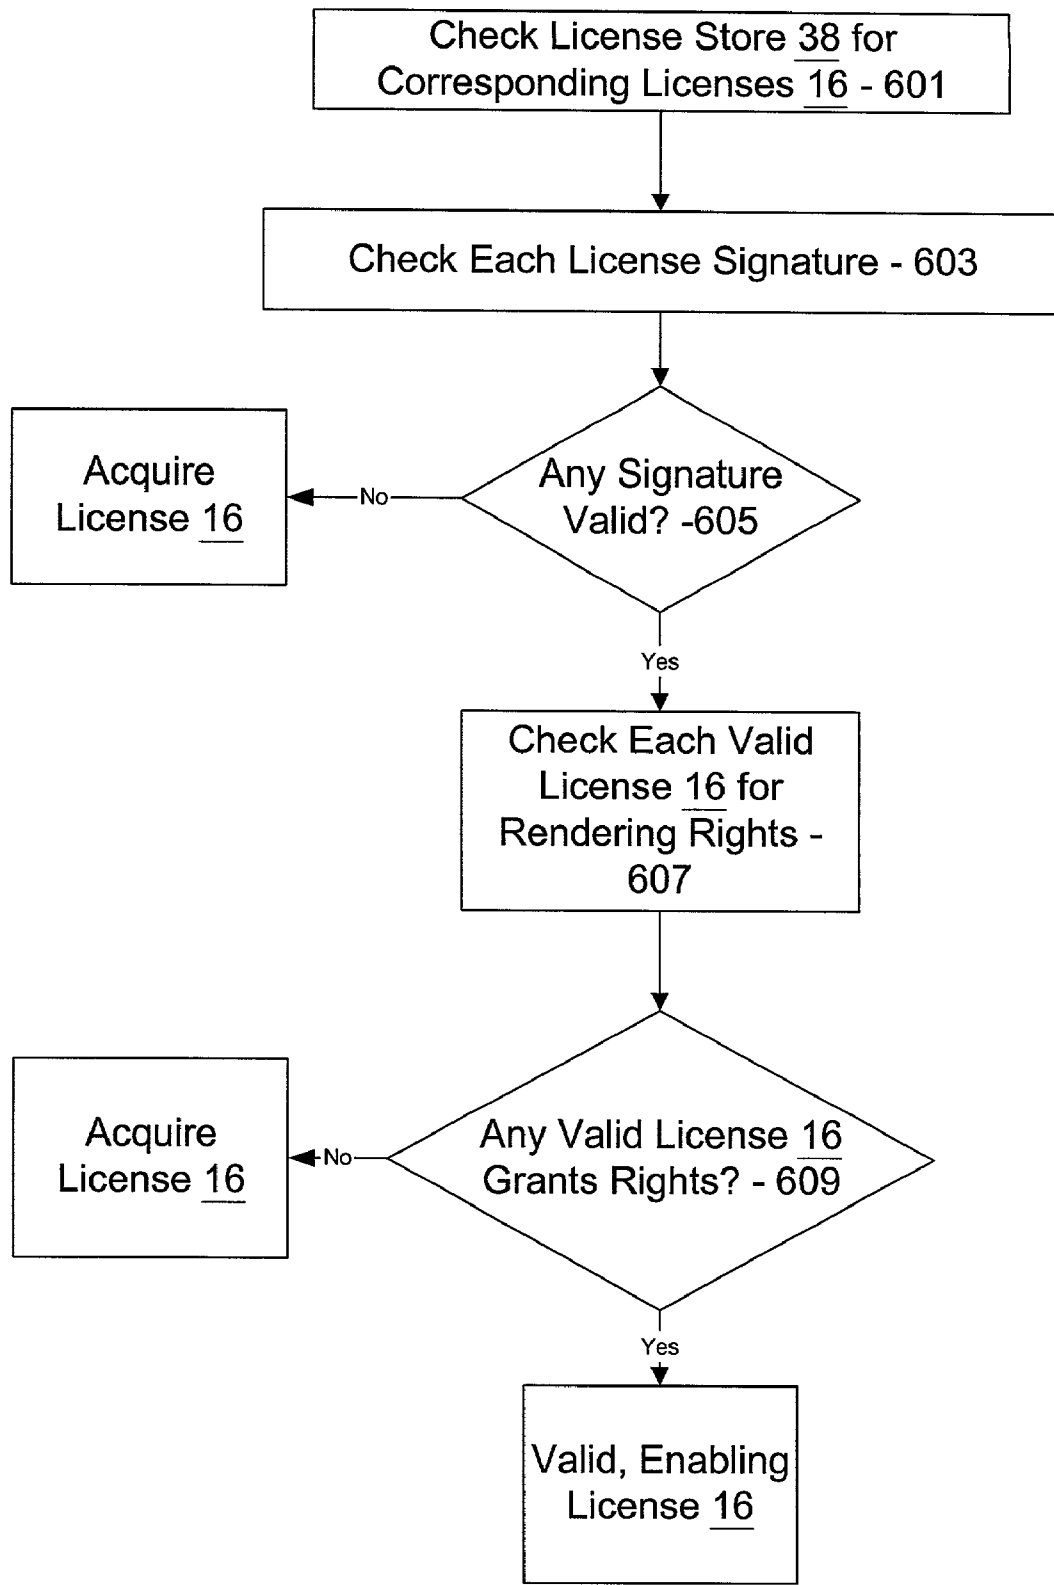 Check License Store 38 for
Corresponding Licenses 16 - 601
Check Each License Signature - 603
Any Signature
Valid? -605
No
Acquire
License 16
Yes
Check Each Valid
License 16 for
Rendering Rights -
607
Any Valid License 16
Grants Rights? - 609
No
Acquire
License 16
Yes
Valid, Enabling
License 16